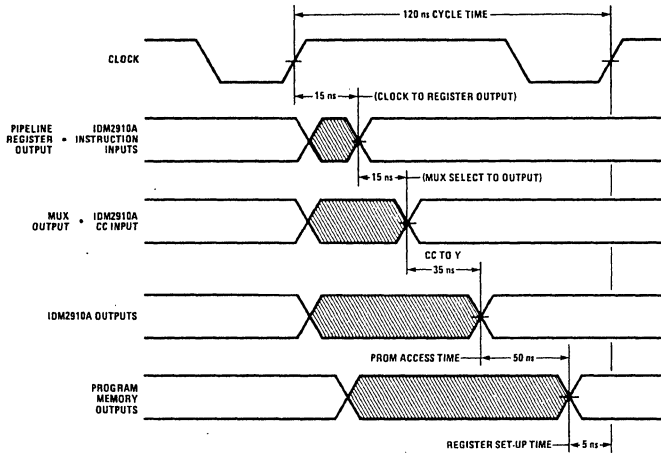 120 ns CYCLE TIME
CLOCK
15 ns
(CLOCK TO REGISTER OUTPUT)
PIPELINE REGISTER OUTPUT • IDM2910A INSTRUCTION INPUTS
15 ns
(MUX SELECT TO OUTPUT)
MUX OUTPUT • IDM2910A CC INPUT
CC TO Y
35 ns
IDM2910A OUTPUTS
PROM ACCESS TIME
50 ns
PROGRAM
MEMORY
OUTPUTS
REGISTER SET-UP TIME
5 ns